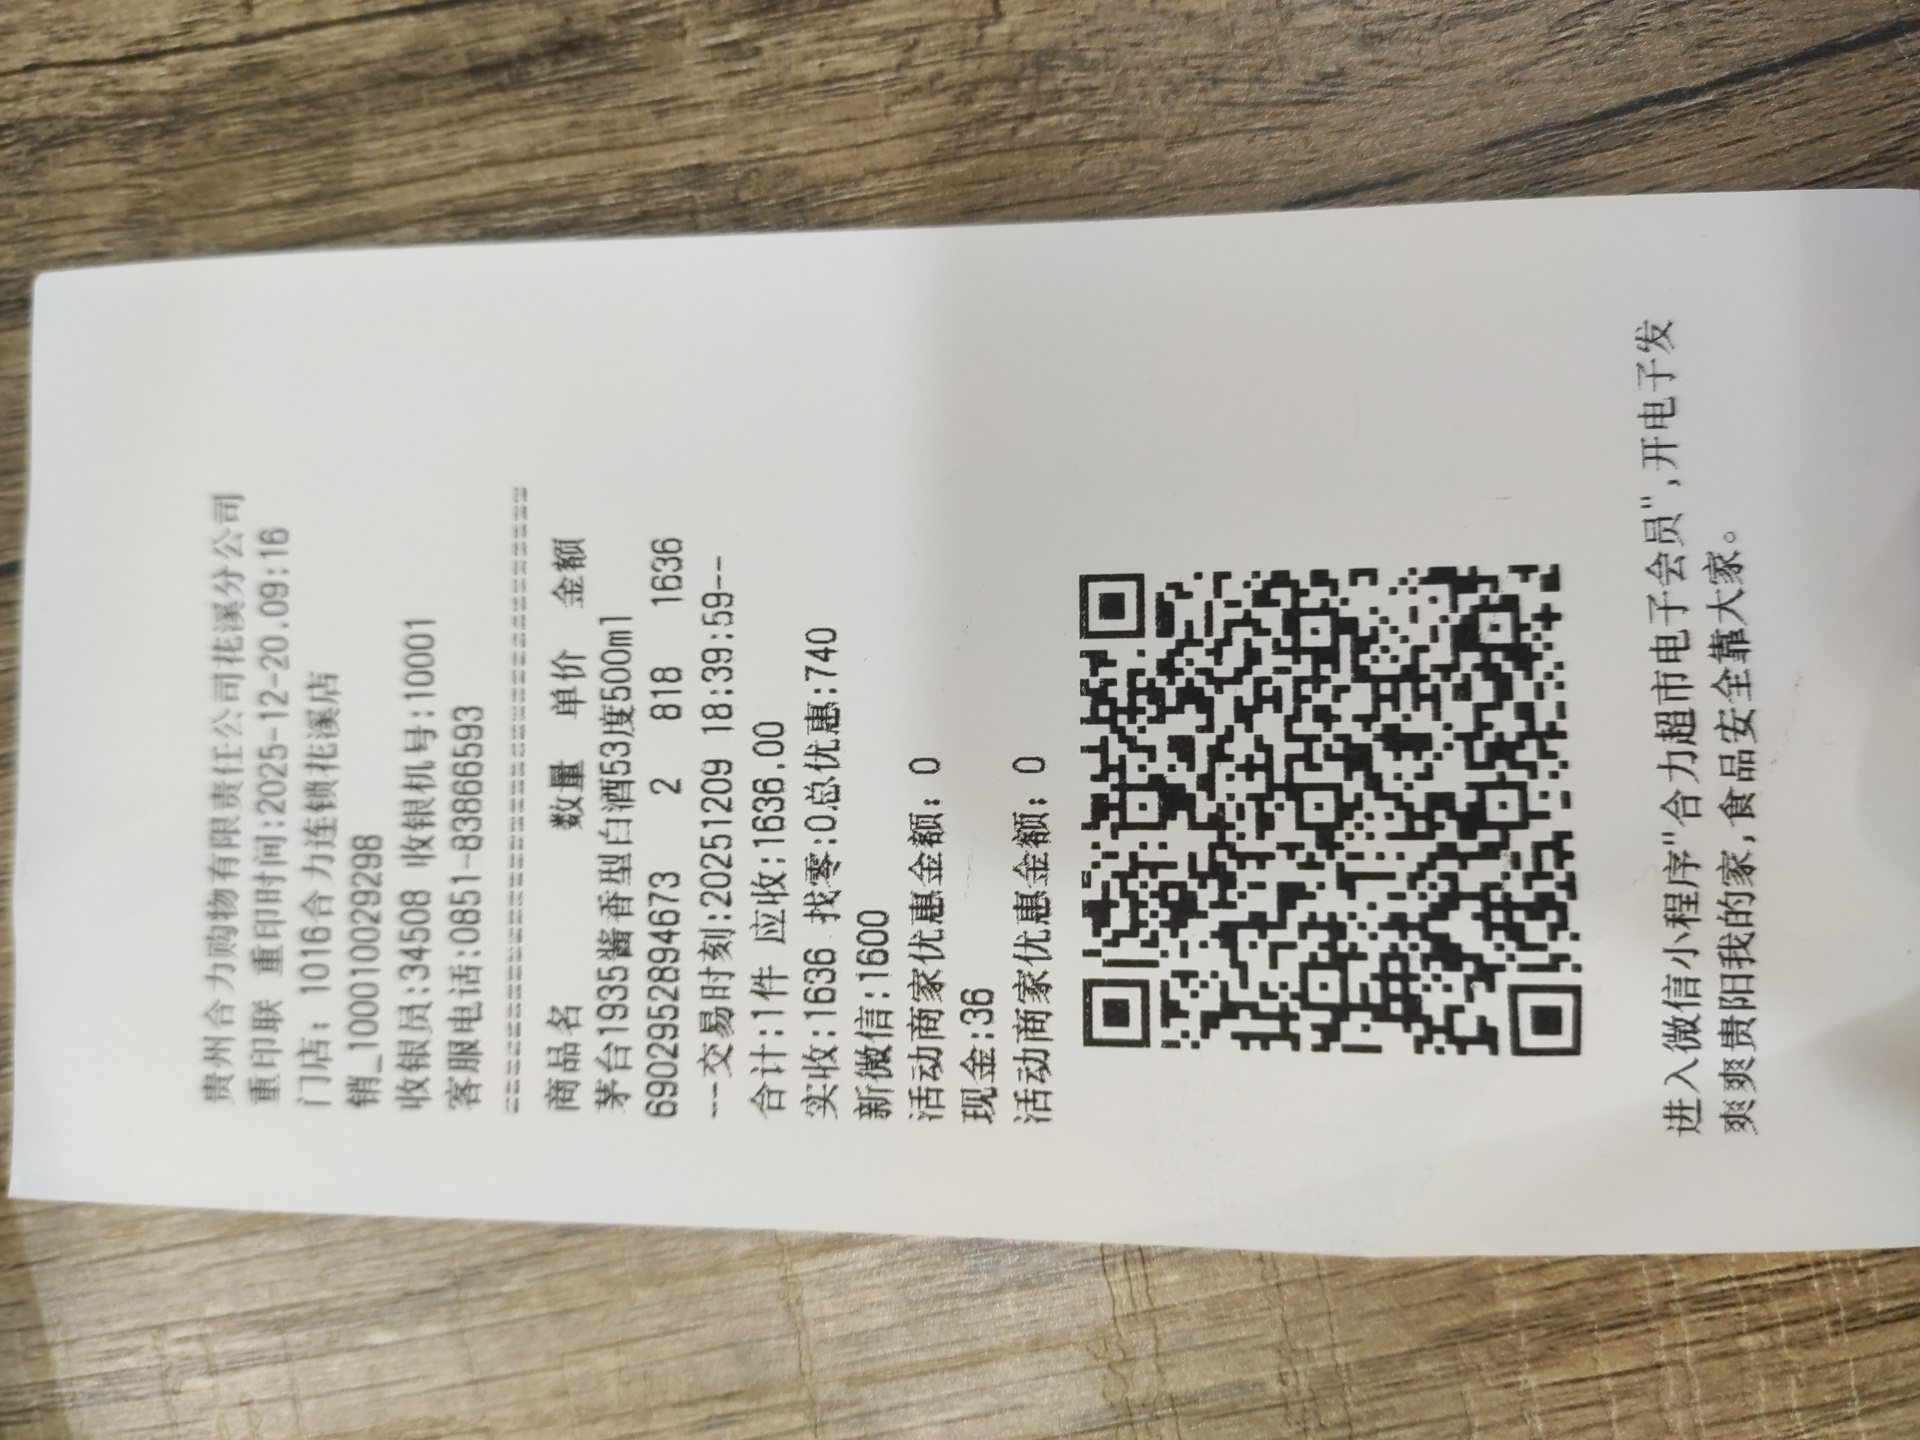 贵州合力购物有限责任公司花溪分公司
重印联 重印时间:2025-12-20.09:16
门店: 1016合力连锁花溪店
销_100010029298
收银员:34508 收银机号:10001
客服电话:0851-83866593
==================================
商品名 数量 单价 金额
茅台1935酱香型白酒53度500ml
6902952894673 2 818 1636
--交易时刻:20251209 18:39:59--
合计:1件 应收:1636.00
实收:1636 找零:0总优惠:740
新微信:1600
活动商家优惠金额: 0
现金:36
活动商家优惠金额: 0
进入微信小程序"合力超市电子会员",开电子发
爽爽贵阳我的家,食品安全靠大家。